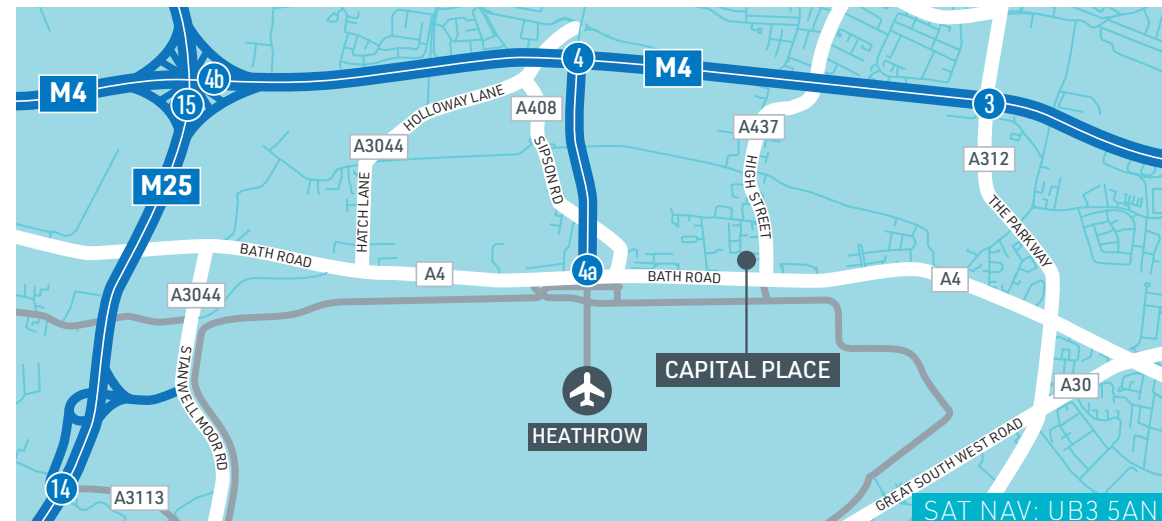 4
M4
4b
M4
15
3
HOLLOWAY LANE
A408
A437
A3044
A312
SIPSON RD
HIGH STREET
M25
HATCH LANE
THE PARKWAY
BATH ROAD
A4
4a
BATH ROAD
A4
A3044
CAPITAL PLACE
STANWELL MOOR RD
A30
HEATHROW
GREAT SOUTH WEST ROAD
14
A3113
SAT NAV: UB3 5AN